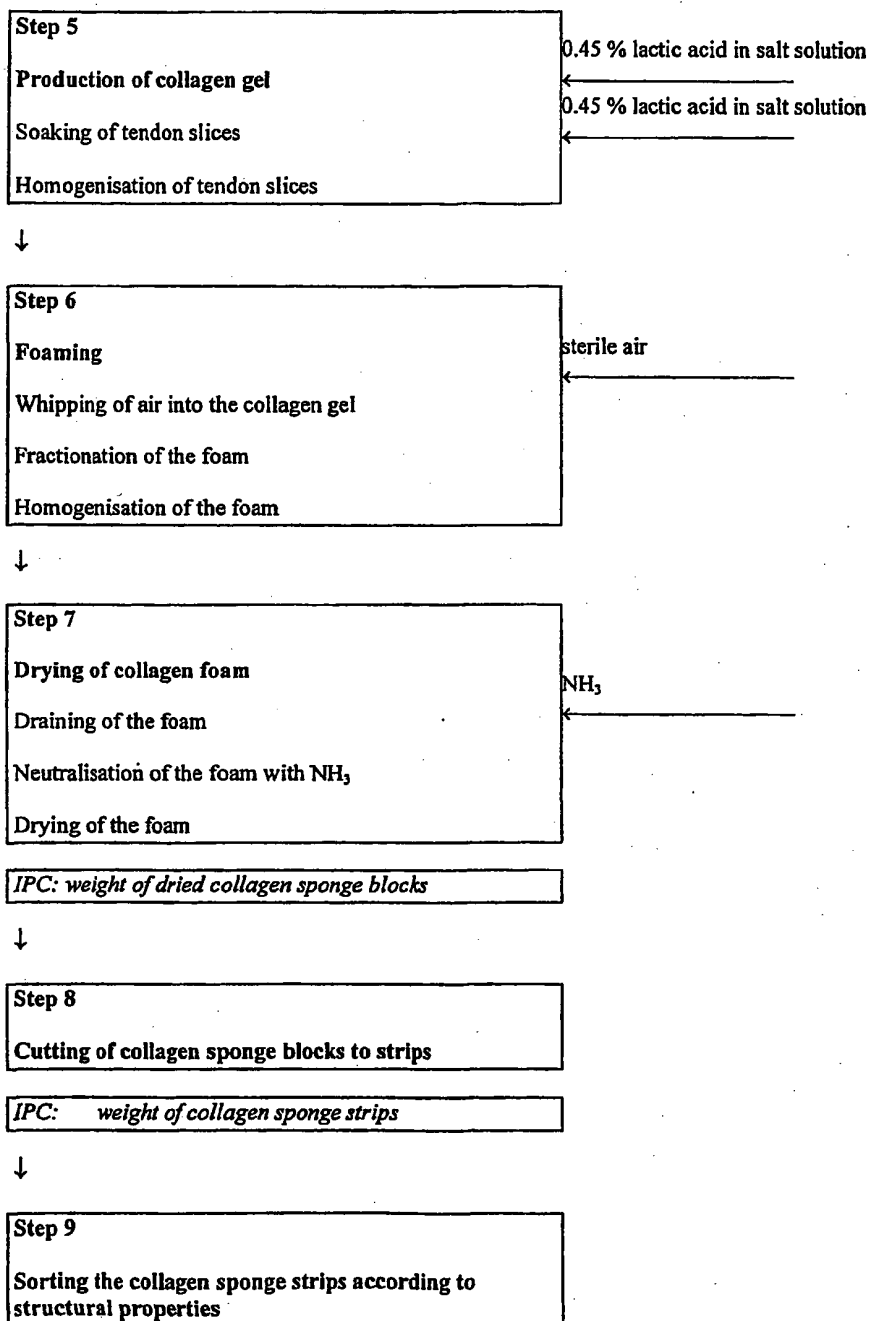 Step 5
0.45 % lactic acid in salt solution
Production of collagen gel
0.45 % lactic acid in salt solution
Soaking of tendon slices
Homogenisation of tendon slices
↓
Step 6
Foaming
sterile air
Whipping of air into the collagen gel
Fractionation of the foam
Homogenisation of the foam
↓
Step 7
Drying of collagen foam
NH₃
Draining of the foam
Neutralisation of the foam with NH₃
Drying of the foam
IPC: weight of dried collagen sponge blocks
↓
Step 8
Cutting of collagen sponge blocks to strips
IPC: weight of collagen sponge strips
↓
Step 9
Sorting the collagen sponge strips according to
structural properties